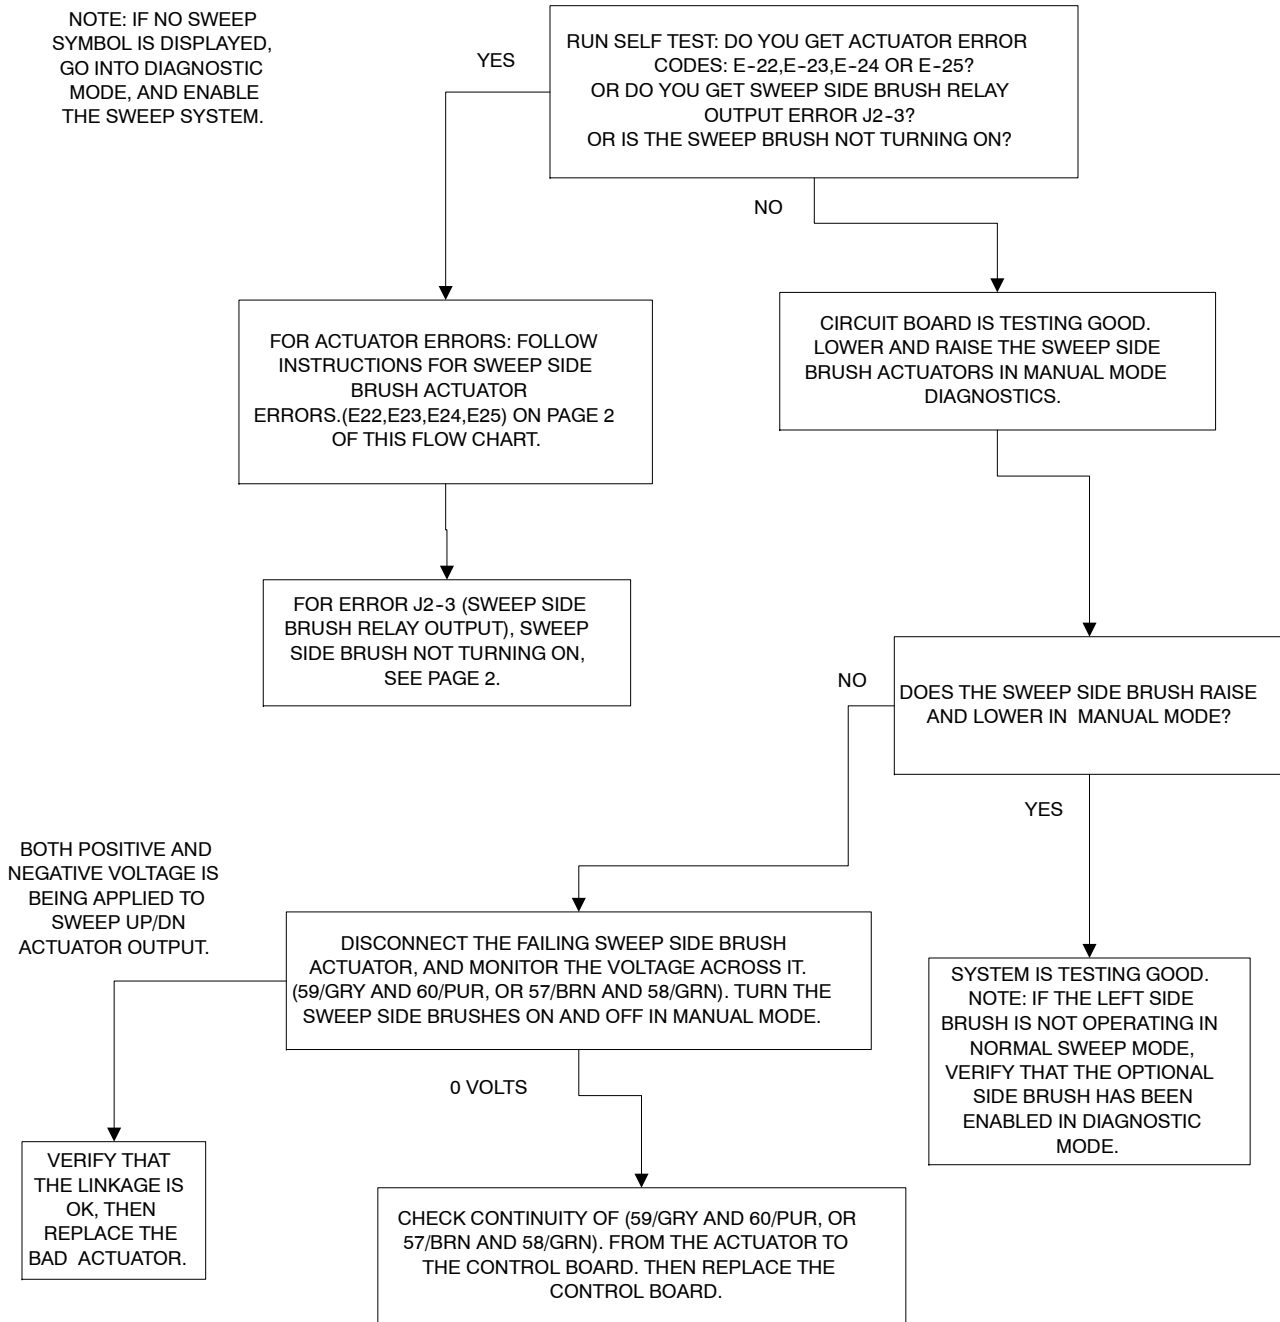 NOTE: IF NO SWEEP
SYMBOL IS DISPLAYED,
GO INTO DIAGNOSTIC
MODE, AND ENABLE
THE SWEEP SYSTEM.
YES
RUN SELF TEST: DO YOU GET ACTUATOR ERROR
CODES: E-22,E-23,E-24 OR E-25?
OR DO YOU GET SWEEP SIDE BRUSH RELAY
OUTPUT ERROR J2-3?
OR IS THE SWEEP BRUSH NOT TURNING ON?
NO
FOR ACTUATOR ERRORS: FOLLOW
INSTRUCTIONS FOR SWEEP SIDE
BRUSH ACTUATOR
ERRORS.(E22,E23,E24,E25) ON PAGE 2
OF THIS FLOW CHART.
CIRCUIT BOARD IS TESTING GOOD.
LOWER AND RAISE THE SWEEP SIDE
BRUSH ACTUATORS IN MANUAL MODE
DIAGNOSTICS.
FOR ERROR J2-3 (SWEEP SIDE
BRUSH RELAY OUTPUT), SWEEP
SIDE BRUSH NOT TURNING ON,
SEE PAGE 2.
NO
DOES THE SWEEP SIDE BRUSH RAISE
AND LOWER IN MANUAL MODE?
YES
BOTH POSITIVE AND
NEGATIVE VOLTAGE IS
BEING APPLIED TO
SWEEP UP/DN
ACTUATOR OUTPUT.
DISCONNECT THE FAILING SWEEP SIDE BRUSH
ACTUATOR, AND MONITOR THE VOLTAGE ACROSS IT.
(59/GRY AND 60/PUR, OR 57/BRN AND 58/GRN). TURN THE
SWEEP SIDE BRUSHES ON AND OFF IN MANUAL MODE.
SYSTEM IS TESTING GOOD.
NOTE: IF THE LEFT SIDE
BRUSH IS NOT OPERATING IN
NORMAL SWEEP MODE,
VERIFY THAT THE OPTIONAL
SIDE BRUSH HAS BEEN
ENABLED IN DIAGNOSTIC
MODE.
0 VOLTS
VERIFY THAT
THE LINKAGE IS
OK, THEN
REPLACE THE
BAD ACTUATOR.
CHECK CONTINUITY OF (59/GRY AND 60/PUR, OR
57/BRN AND 58/GRN). FROM THE ACTUATOR TO
THE CONTROL BOARD. THEN REPLACE THE
CONTROL BOARD.